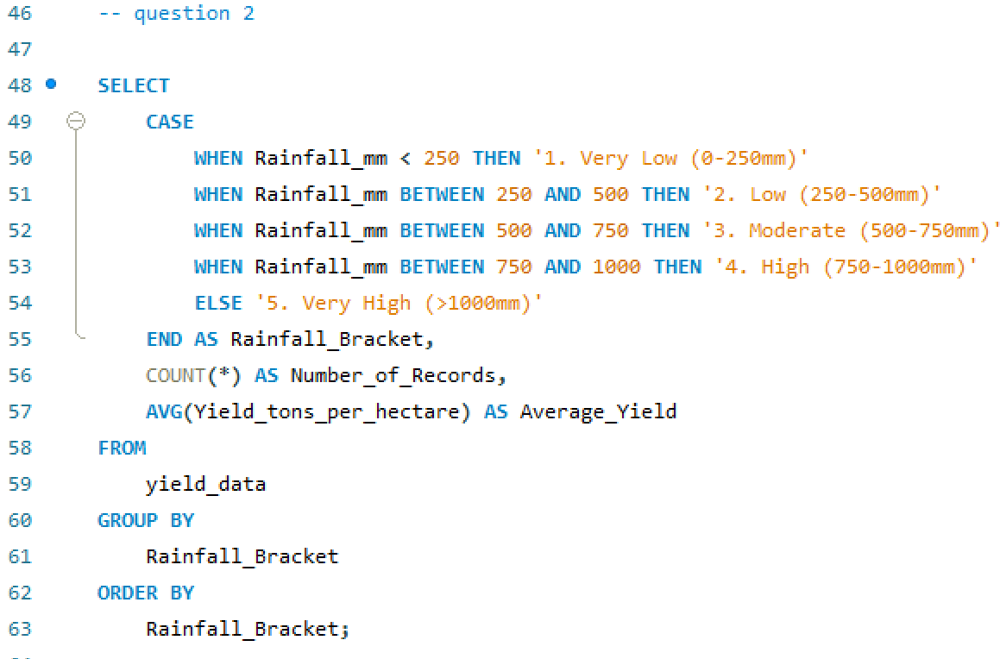 46 -- question 2
47
48 SELECT
49 CASE
50 WHEN Rainfall_mm < 250 THEN '1. Very Low (0-250mm)'
51 WHEN Rainfall_mm BETWEEN 250 AND 500 THEN '2. Low (250-500mm)'
52 WHEN Rainfall_mm BETWEEN 500 AND 750 THEN '3. Moderate (500-750mm)'
53 WHEN Rainfall_mm BETWEEN 750 AND 1000 THEN '4. High (750-1000mm)'
54 ELSE '5. Very High (>1000mm)'
55 END AS Rainfall_Bracket,
56 COUNT(*) AS Number_of_Records,
57 AVG(Yield_tons_per_hectare) AS Average_Yield
58 FROM
59 yield_data
60 GROUP BY
61 Rainfall_Bracket
62 ORDER BY
63 Rainfall_Bracket;